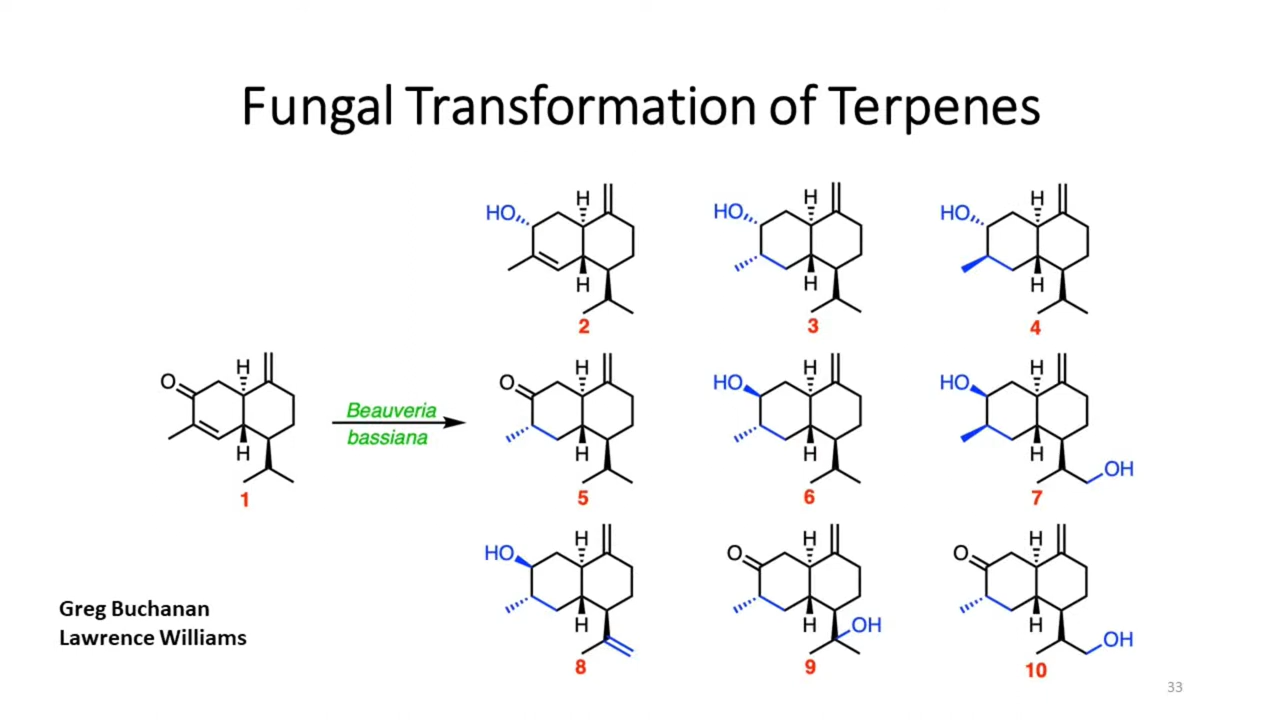 Fungal Transformation of Terpenes
H
HO
H
2
H
HO
H
3
H
HO
H
4
H
O
H
1
Beauveria
bassiana
H
O
H
5
H
HO
H
6
H
HO
H
OH
7
H
HO
H
8
H
O
H
OH
9
H
O
H
OH
10
Greg Buchanan
Lawrence Williams
33